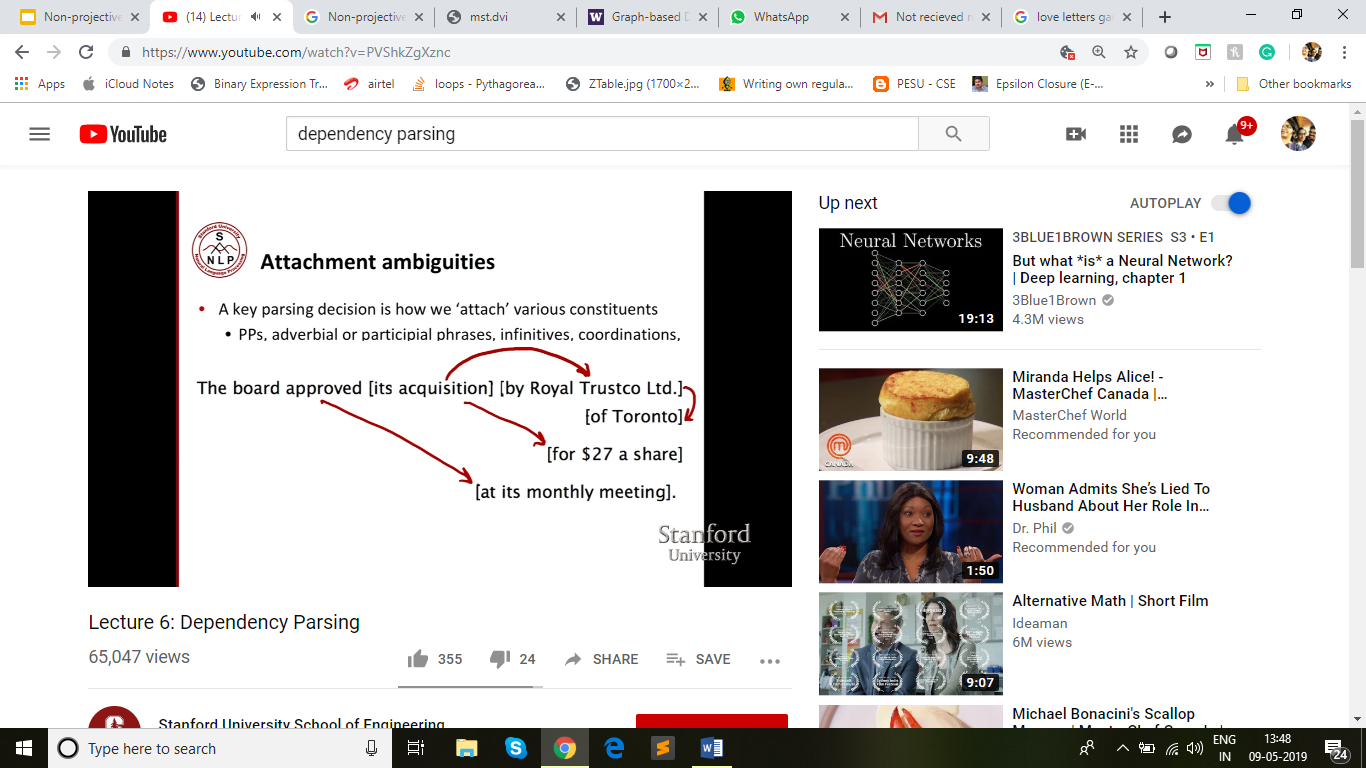 Non-projective
(14) Lectur
Non-projective
mst.dvi
Graph-based D
WhatsApp
Not recieved n
love letters gar
https://www.youtube.com/watch?v=PVShkZgXznc
Apps
iCloud Notes
Binary Expression Tr...
airtel
loops - Pythagorea...
ZTable.jpg (1700×2...
Writing own regula...
PESU - CSE
Epsilon Closure (E-...
»
Other bookmarks
YouTube
dependency parsing
9+
Stanford University
S
N L P
Attachment ambiguities
• A key parsing decision is how we ‘attach’ various constituents
• PPs, adverbial or participial phrases, infinitives, coordinations,
The board approved [its acquisition] [by Royal Trustco Ltd.]
[of Toronto]
[for $27 a share]
[at its monthly meeting].
Stanford
University
Lecture 6: Dependency Parsing
65,047 views
355
24
SHARE
SAVE
Stanford University School of Engineering
Up next
AUTOPLAY
Neural Networks
19:13
3BLUE1BROWN SERIES S3 • E1
But what *is* a Neural Network?
| Deep learning, chapter 1
3Blue1Brown
4.3M views
CANADA
9:48
Miranda Helps Alice! -
MasterChef Canada |...
MasterChef World
Recommended for you
1:50
Woman Admits She’s Lied To
Husband About Her Role In...
Dr. Phil
Recommended for you
9:07
Alternative Math | Short Film
Ideaman
6M views
Michael Bonacini's Scallop
Type here to search
ENG
IN
13:48
09-05-2019
24